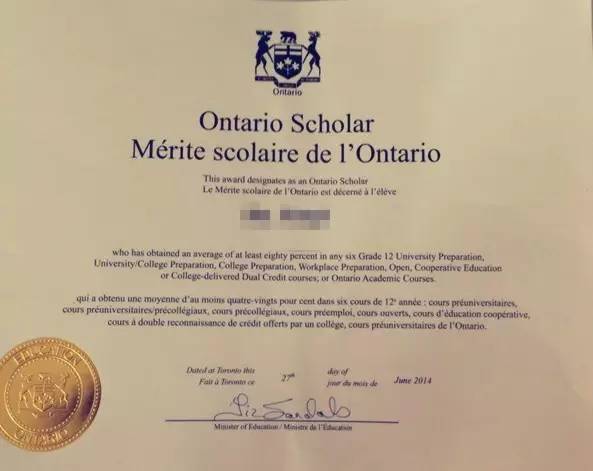 Ontario
Ontario Scholar
Mérite scolaire de l'Ontario
This award designates as an Ontario Scholar
Le Mérite scolaire de l'Ontario est décerné à l'élève
who has obtained an average of at least eighty percent in any six Grade 12 University Preparation,
University/College Preparation, College Preparation, Workplace Preparation, Open, Cooperative Education
or College-delivered Dual Credit courses; or Ontario Academic Courses.
qui a obtenu une moyenne d'au moins quatre-vingts pour cent dans six cours de 12e année : cours préuniversitaires,
cours préuniversitaires/précollégiaux, cours précollégiaux, cours préemploi, cours ouverts, cours d'éducation coopérative,
cours à double reconnaissance de crédit offerts par un collège, cours préuniversitaires de l'Ontario.
Dated at Toronto this 27th day of June 2014
Fait à Toronto ce jour du mois de
Liz Sandals
Minister of Education / Ministre de l'Éducation
EDUCATION
ONTARIO